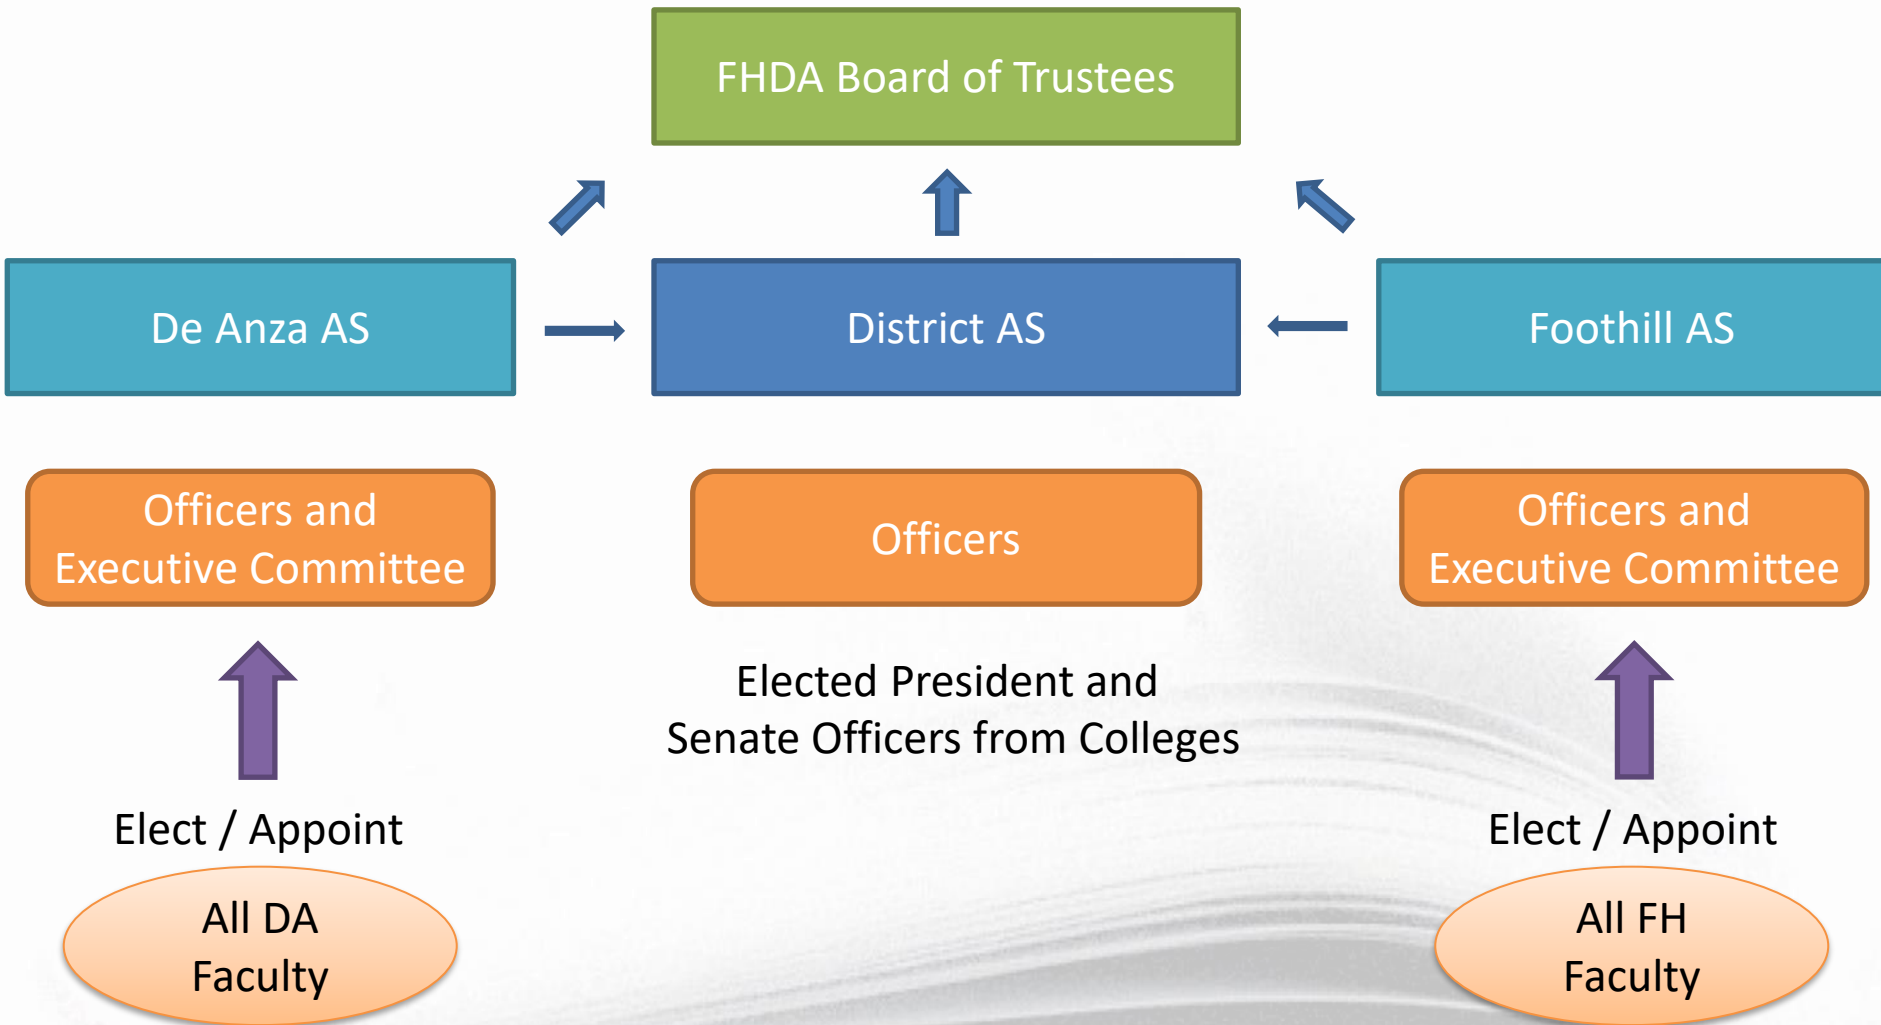 FHDA Board of Trustees
De Anza AS
District AS
Foothill AS
Officers and
Executive Committee
Officers
Officers and
Executive Committee
Elected President and
Senate Officers from Colleges
Elect / Appoint
All DA
Faculty
Elect / Appoint
All FH
Faculty